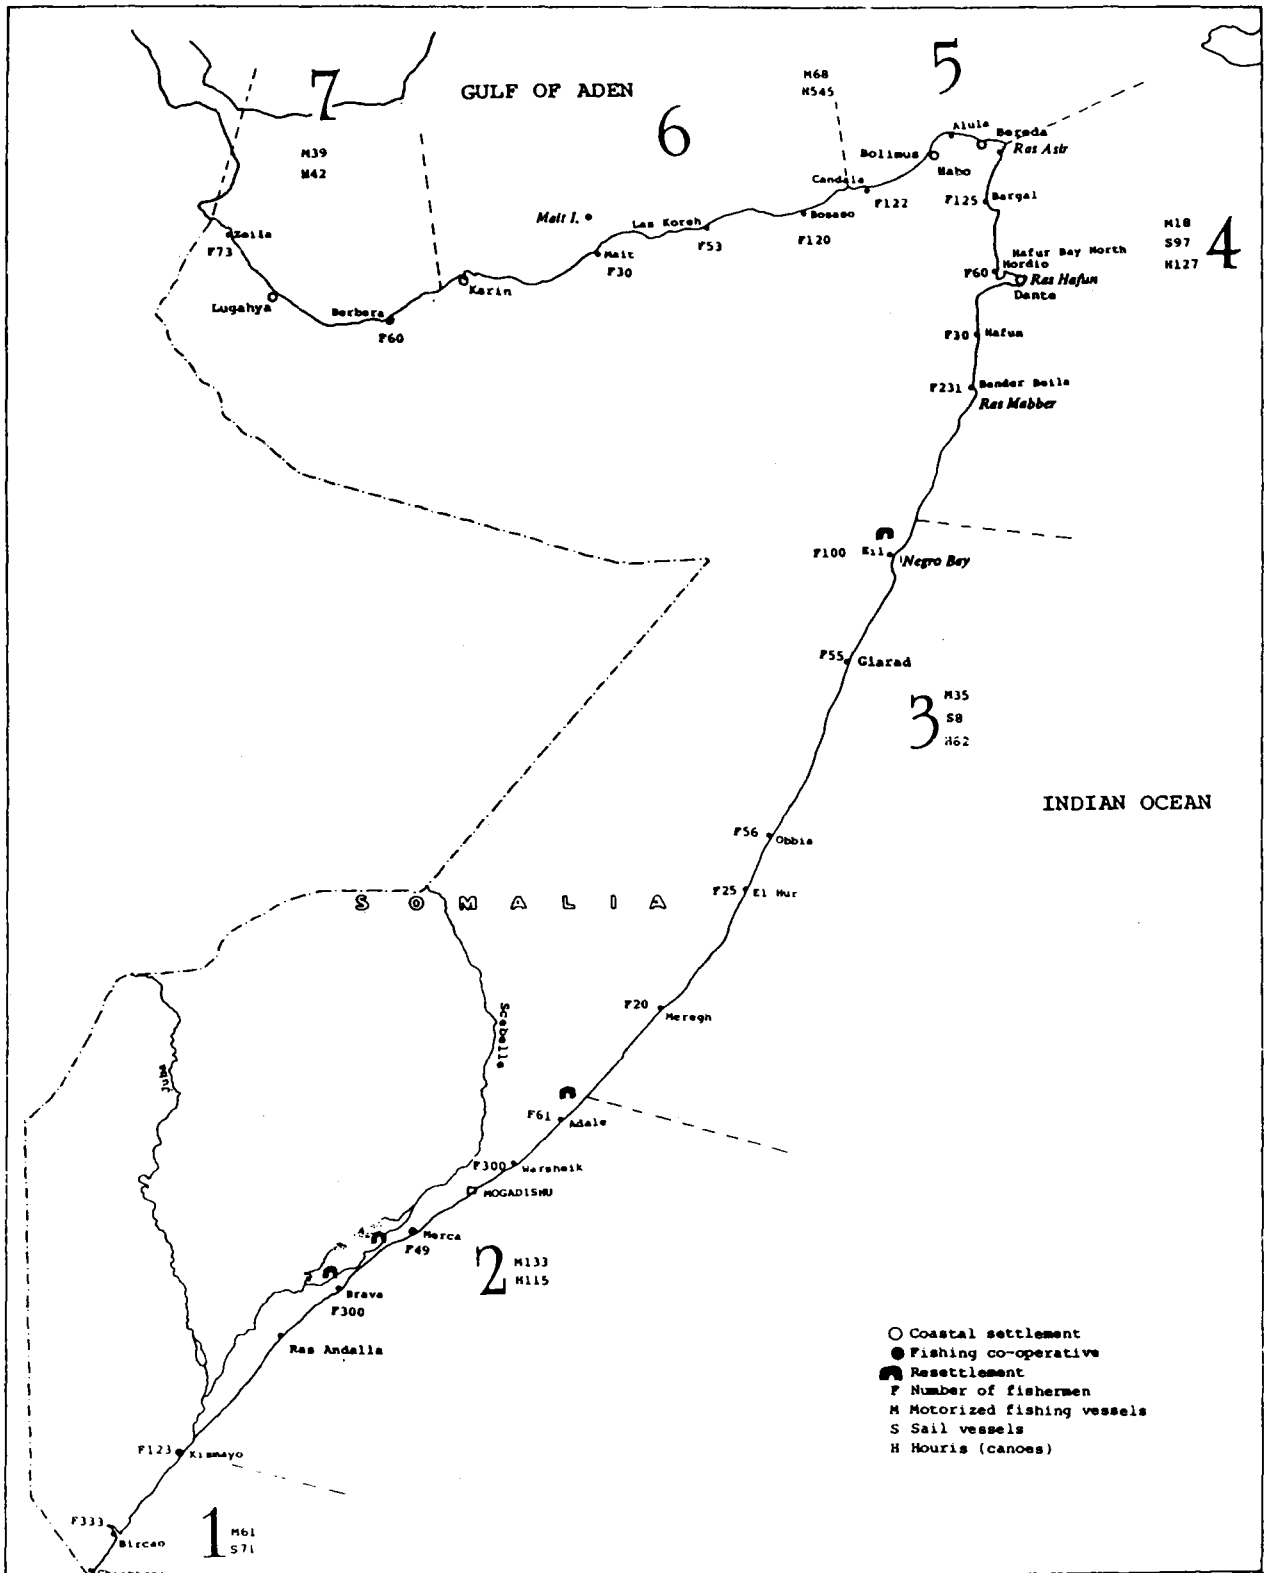 5
7
GULF OF ADEN
M68
H545
6
M39
H42
Alula
Bereda
Ras Asir
Bolimus
Habo
Candala
F122
F125
Bargal
Mait I.
Las Koreh
F53
Bosaso
F120
M18
S97
H127
4
Zeila
F73
Mait
F30
Hafun Bay North
Hordio
F60
Ras Hafun
Dante
Karin
Lugahya
Berbera
F60
F30
Hafun
F231
Bender Beila
Ras Mabber
F100
Eil
Negro Bay
F55
Giarad
3
M35
S8
H62
INDIAN OCEAN
F56
Obbia
F25
El Hur
SOMALIA
F20
Meregh
Scebelle
Juba
F61
Adale
F300
Warsheik
MOGADISHU
Merca
F49
2
M133
H115
Brava
F300
Ras Andalla
Coastal settlement
Fishing co-operative
Resettlement
F Number of fishermen
M Motorized fishing vessels
S Sail vessels
H Houris (canoes)
F123
Kismayo
F333
Bircao
1
M61
S71